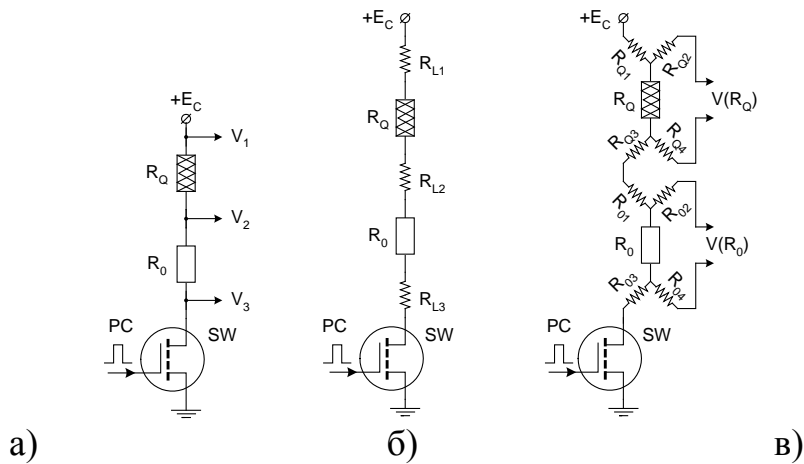 +E_C
V_1
R_Q
V_2
R_0
V_3
PC
SW
а)
+E_C
R_L1
R_Q
R_L2
R_0
R_L3
PC
SW
б)
+E_C
R_Q1
R_Q2
R_Q
V(R_Q)
R_Q3
R_Q4
R_01
R_02
R_0
V(R_0)
R_03
R_04
PC
SW
в)